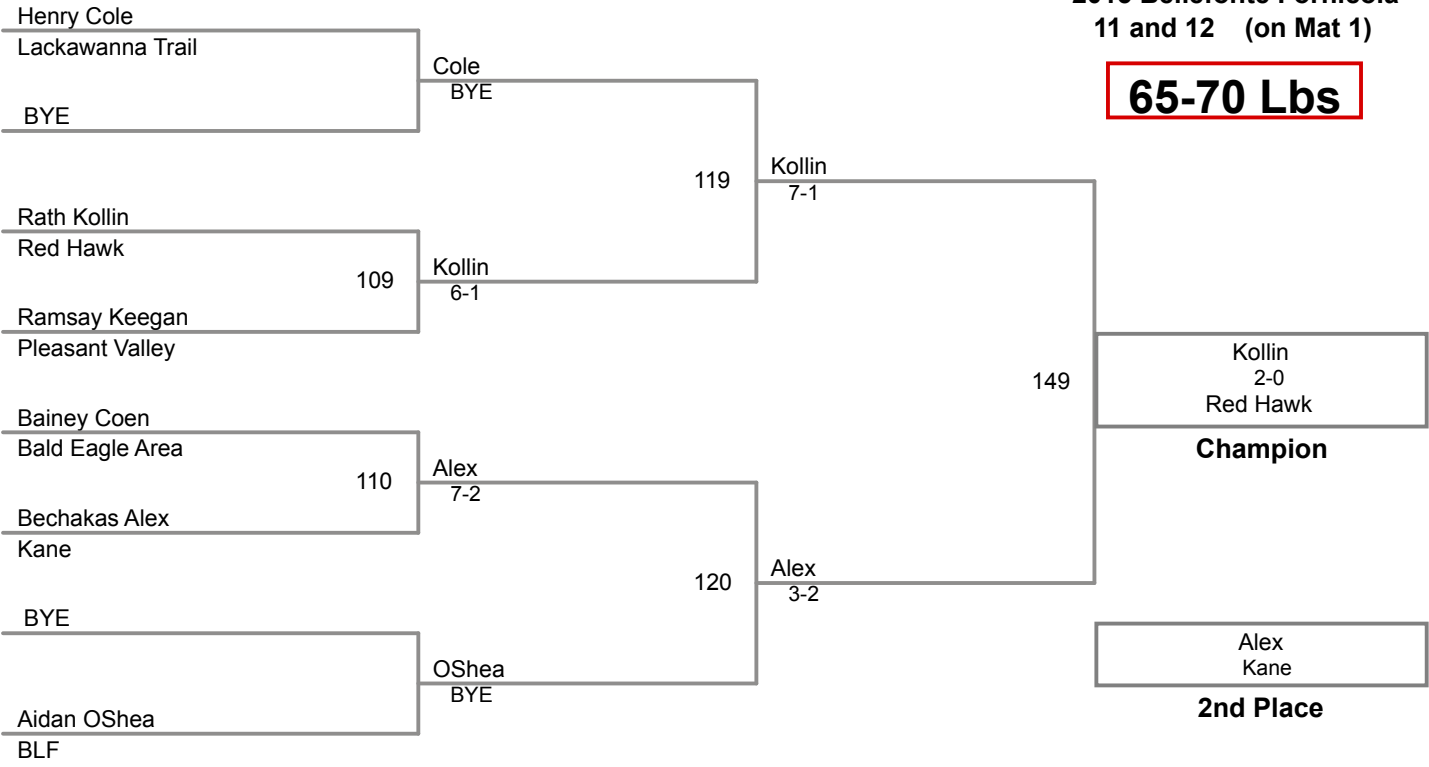 11 and 12 (on Mat 1)
65-70 Lbs
Henry Cole
Lackawanna Trail
BYE
Rath Kollin
Red Hawk
109
Ramsay Keegan
Pleasant Valley
Bainey Coen
Bald Eagle Area
110
Bechakas Alex
Kane
BYE
Aidan OShea
BLF
Cole
BYE
119
Kollin
6-1
Alex
7-2
120
OShea
BYE
Kollin
7-1
149
Alex
3-2
Kollin
2-0
Red Hawk
Champion
Alex
Kane
2nd Place